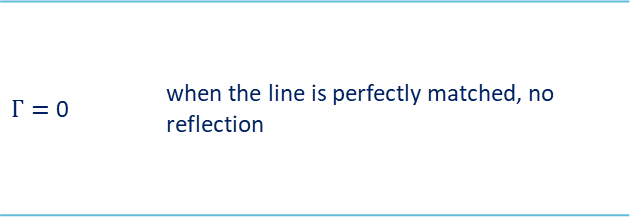 Γ = 0
when the line is perfectly matched, no
reflection